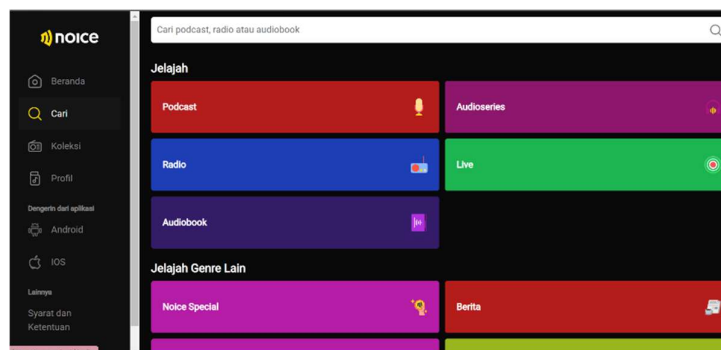 noice
Cari podcast, radio atau audiobook
Beranda
Cari
Koleksi
Profil
Dengerin dari aplikasi
Android
IOS
Lainnya
Syarat dan
Ketentuan
Jelajah
Podcast
Audioseries
Radio
Live
Audiobook
Jelajah Genre Lain
Noice Special
Berita